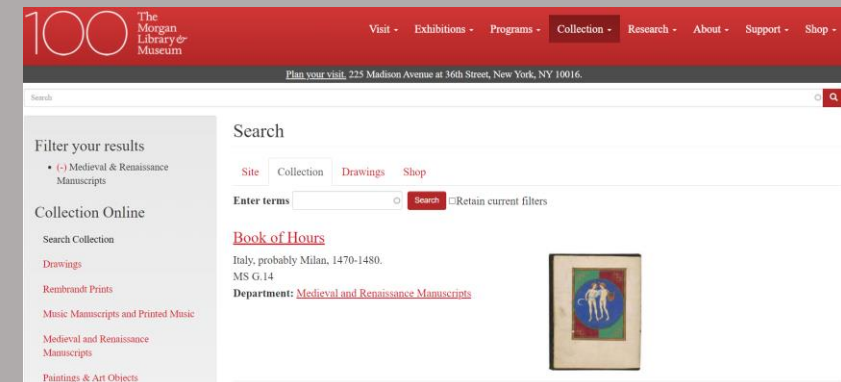 100 The
Morgan
Library &
Museum
Visit - Exhibitions - Programs - Collection - Research - About - Support - Shop -
Plan your visit. 225 Madison Avenue at 36th Street, New York, NY 10016.
Search
Filter your results
• (-) Medieval & Renaissance
Manuscripts
Collection Online
Search Collection
Drawings
Rembrandt Prints
Music Manuscripts and Printed Music
Medieval and Renaissance
Manuscripts
Paintings & Art Objects
Search
Site Collection Drawings Shop
Enter terms Search Retain current filters
Book of Hours
Italy, probably Milan, 1470-1480.
MS G.14
Department: Medieval and Renaissance Manuscripts